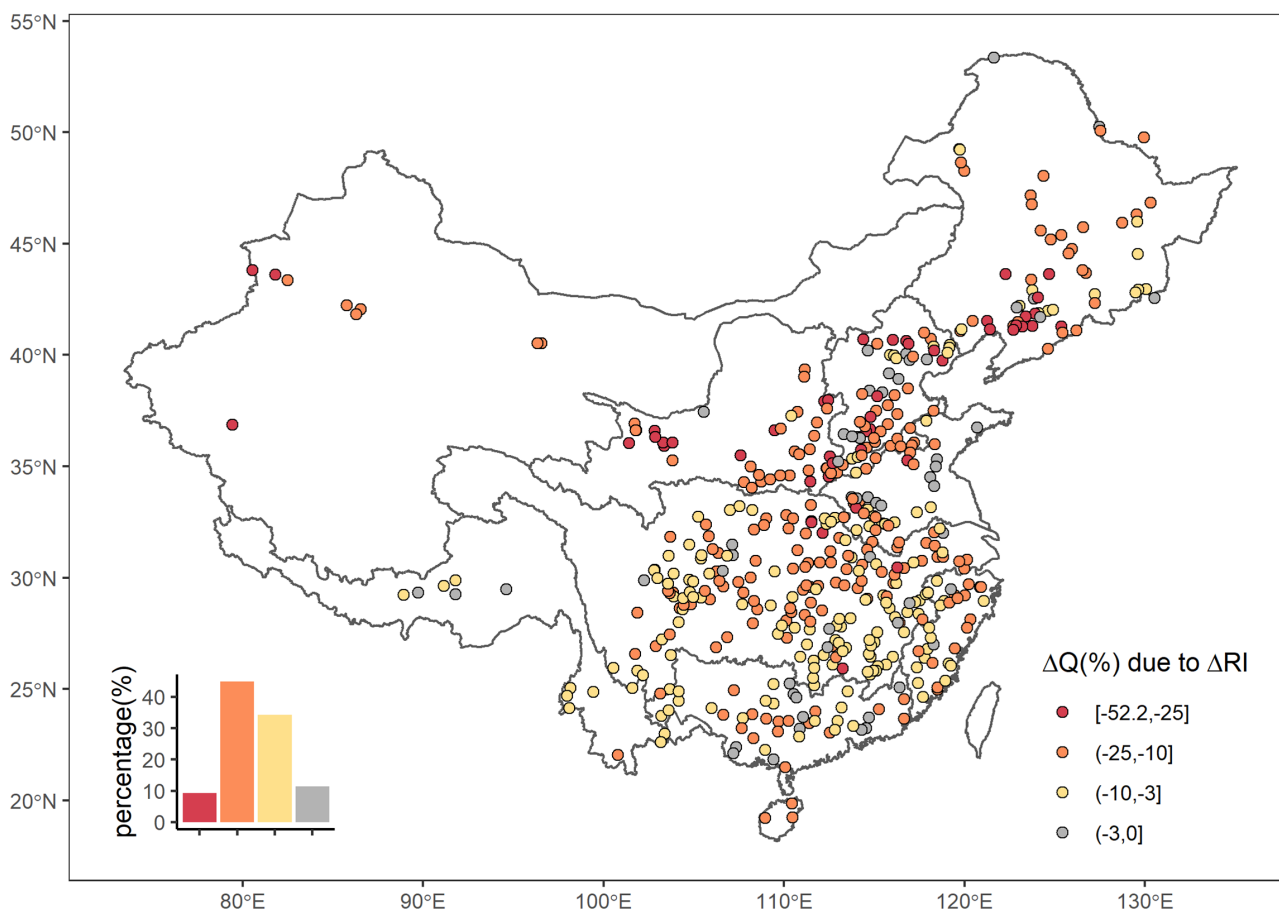 55°N
50°N
45°N
40°N
35°N
30°N
25°N
20°N
percentage(%)
40
30
20
10
0
ΔQ(%) due to ΔRI
[-52.2,-25]
(-25,-10]
(-10,-3]
(-3,0]
80°E
90°E
100°E
110°E
120°E
130°E